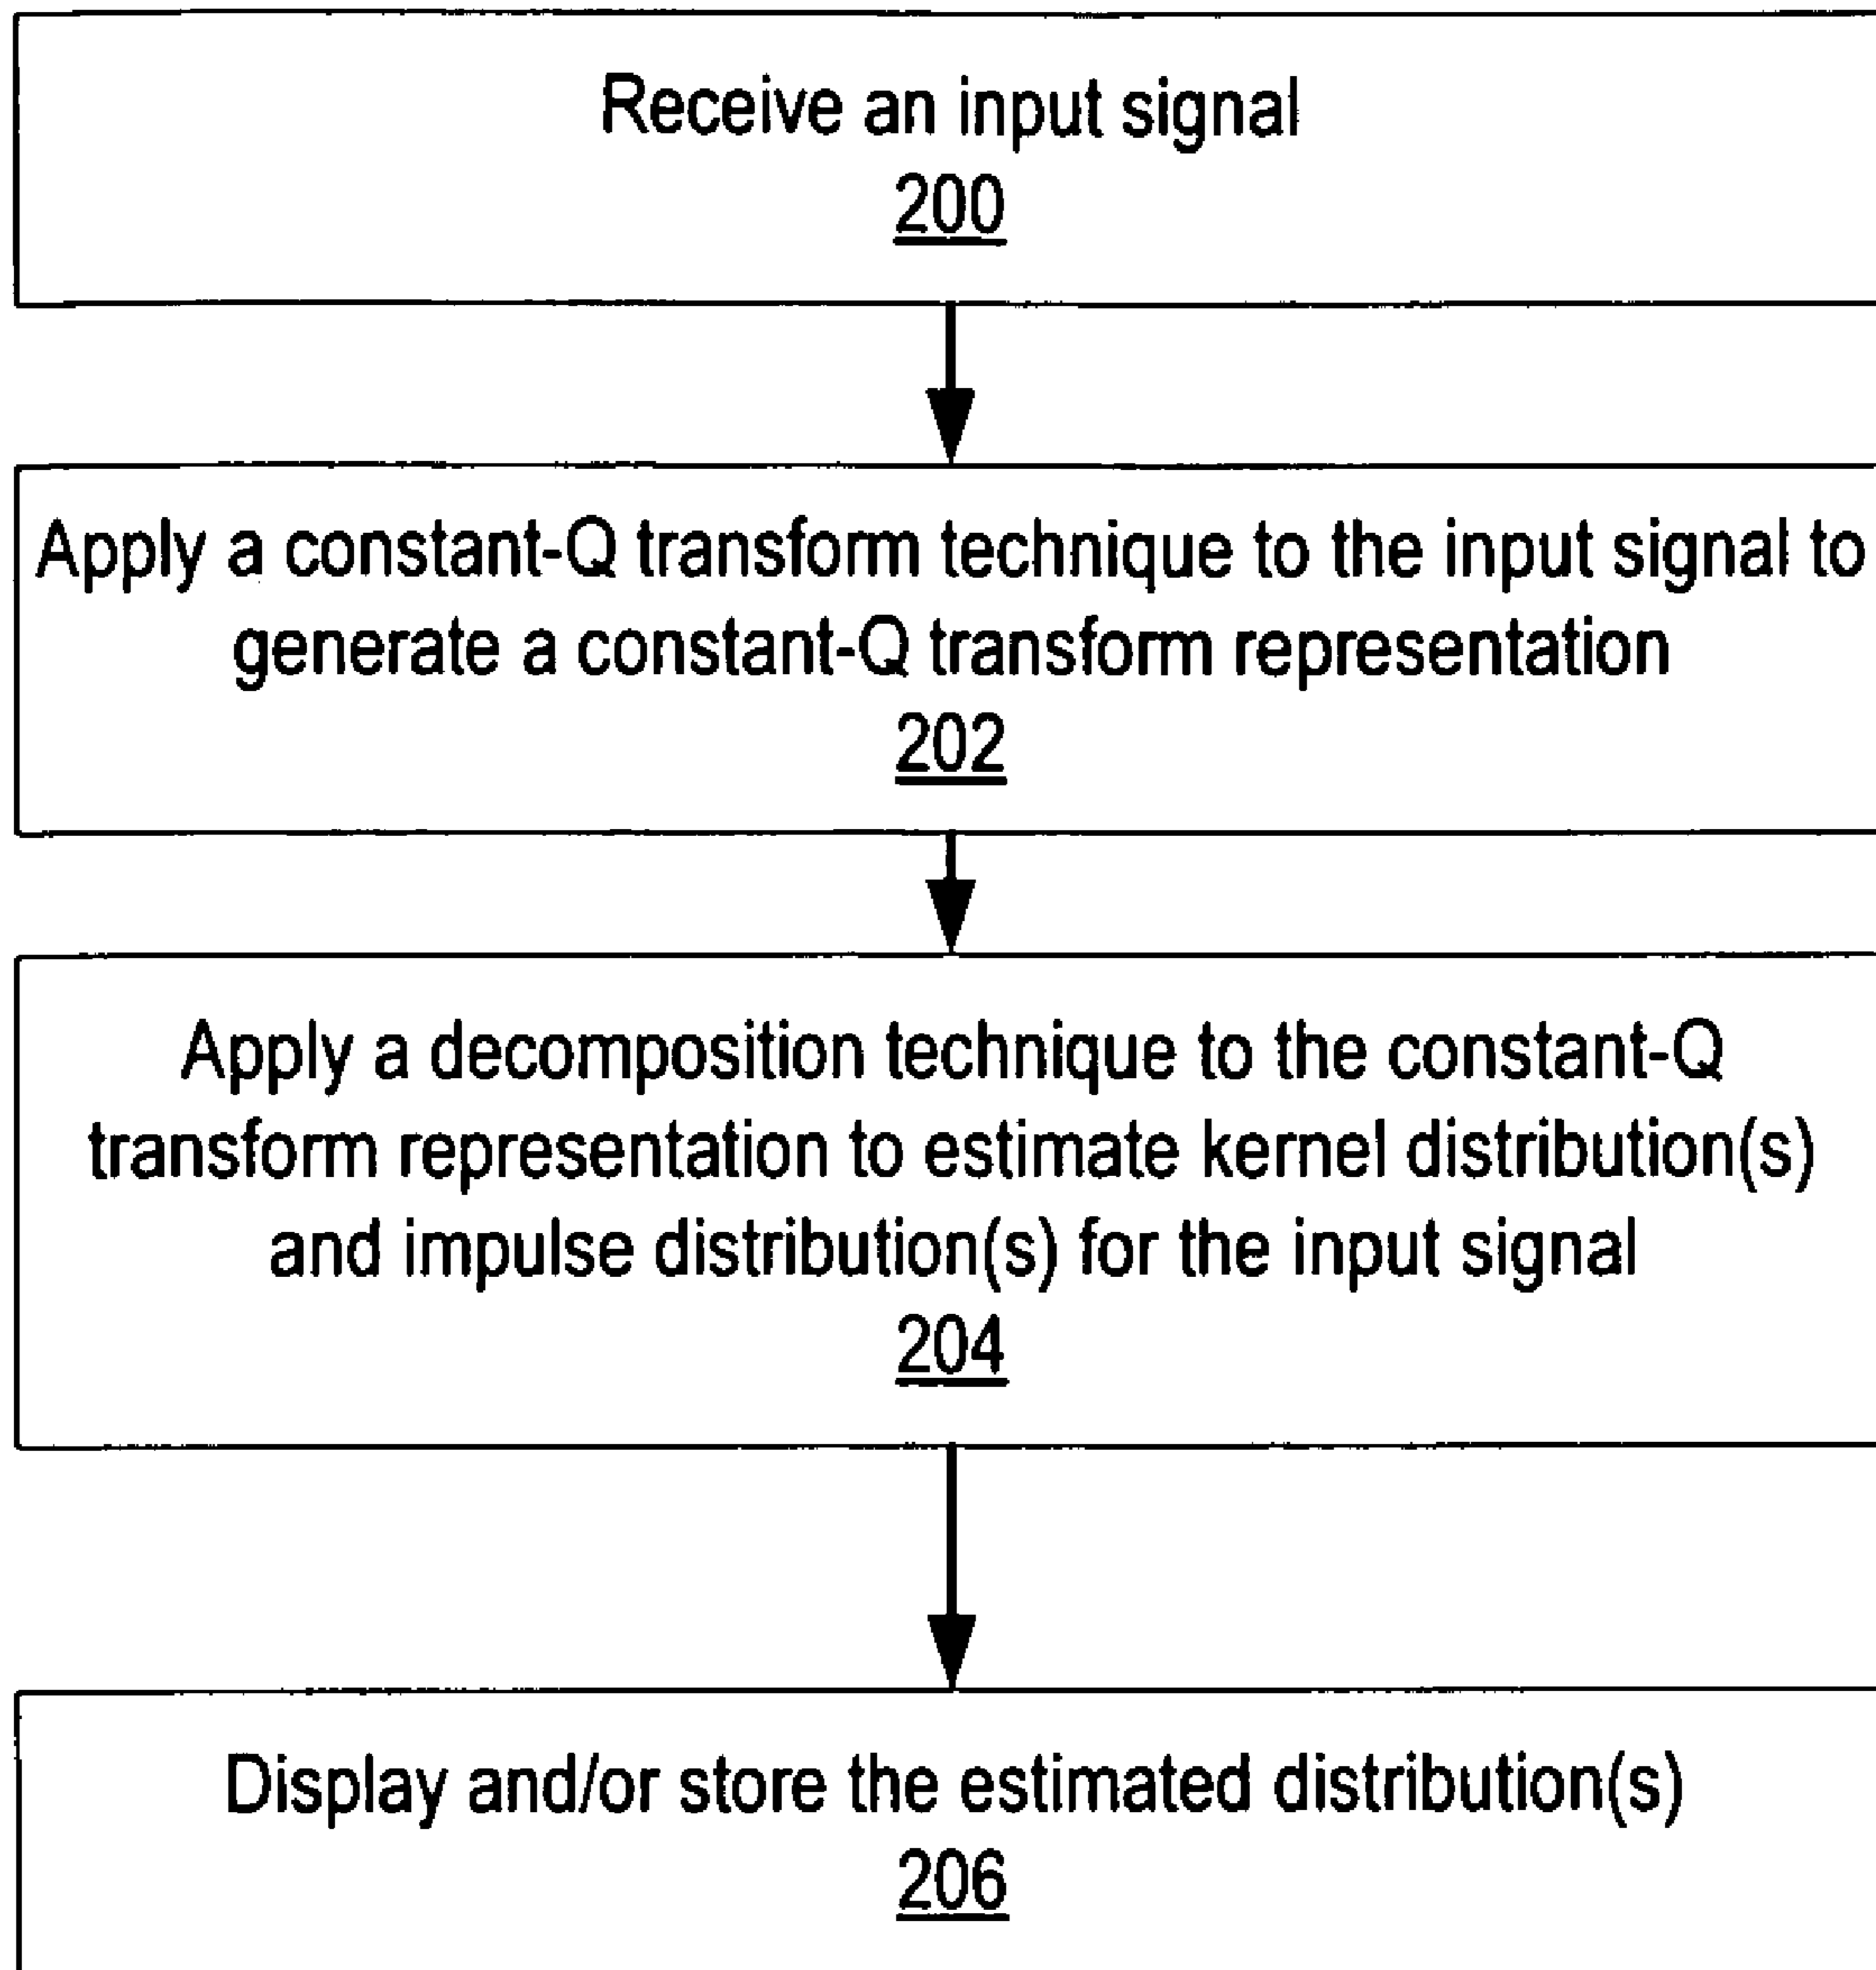 Receive an input signal
200
Apply a constant-Q transform technique to the input signal to
generate a constant-Q transform representation
202
Apply a decomposition technique to the constant-Q
transform representation to estimate kernel distribution(s)
and impulse distribution(s) for the input signal
204
Display and/or store the estimated distribution(s)
206